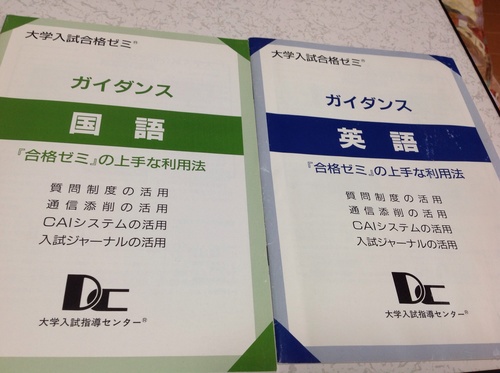 大学入試合格ゼミ®
ガイダンス
国語
『合格ゼミ』の上手な利用法
質問制度の活用
通信添削の活用
CAIシステムの活用
入試ジャーナルの活用
DC
大学入試指導センター®
大学入試合格ゼミ®
ガイダンス
英語
『合格ゼミ』の上手な利用法
質問制度の活用
通信添削の活用
CAIシステムの活用
入試ジャーナルの活用
DC
大学入試指導センター®